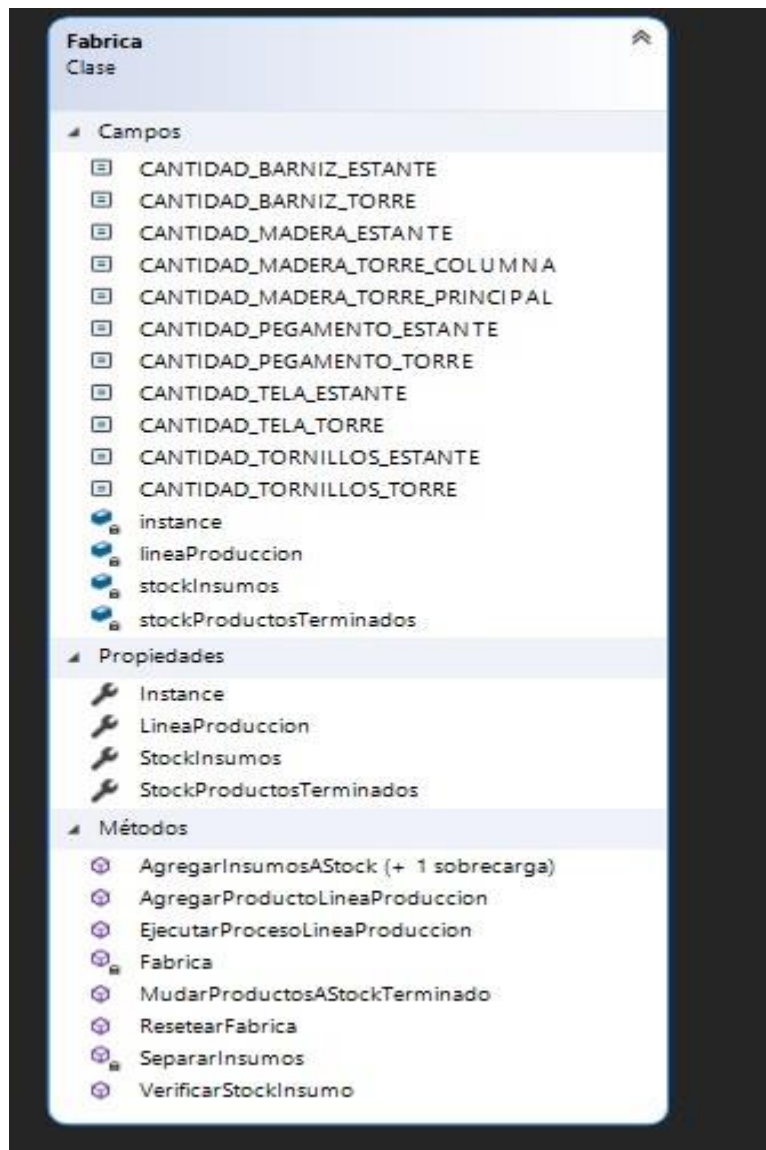 Fabrica
Clase
Campos
CANTIDAD_BARNIZ_ESTANTE
CANTIDAD_BARNIZ_TORRE
CANTIDAD_MADERA_ESTANTE
CANTIDAD_MADERA_TORRE_COLUMNA
CANTIDAD_MADERA_TORRE_PRINCIPAL
CANTIDAD_PEGAMENTO_ESTANTE
CANTIDAD_PEGAMENTO_TORRE
CANTIDAD_TELA_ESTANTE
CANTIDAD_TELA_TORRE
CANTIDAD_TORNILLOS_ESTANTE
CANTIDAD_TORNILLOS_TORRE
instance
lineaProduccion
stockInsumos
stockProductosTerminados
Propiedades
Instance
LineaProduccion
StockInsumos
StockProductosTerminados
Métodos
AgregarInsumosAStock (+ 1 sobrecarga)
AgregarProductoLineaProduccion
EjecutarProcesoLineaProduccion
Fabrica
MudarProductosAStockTerminado
ResetearFabrica
SepararInsumos
VerificarStockInsumo